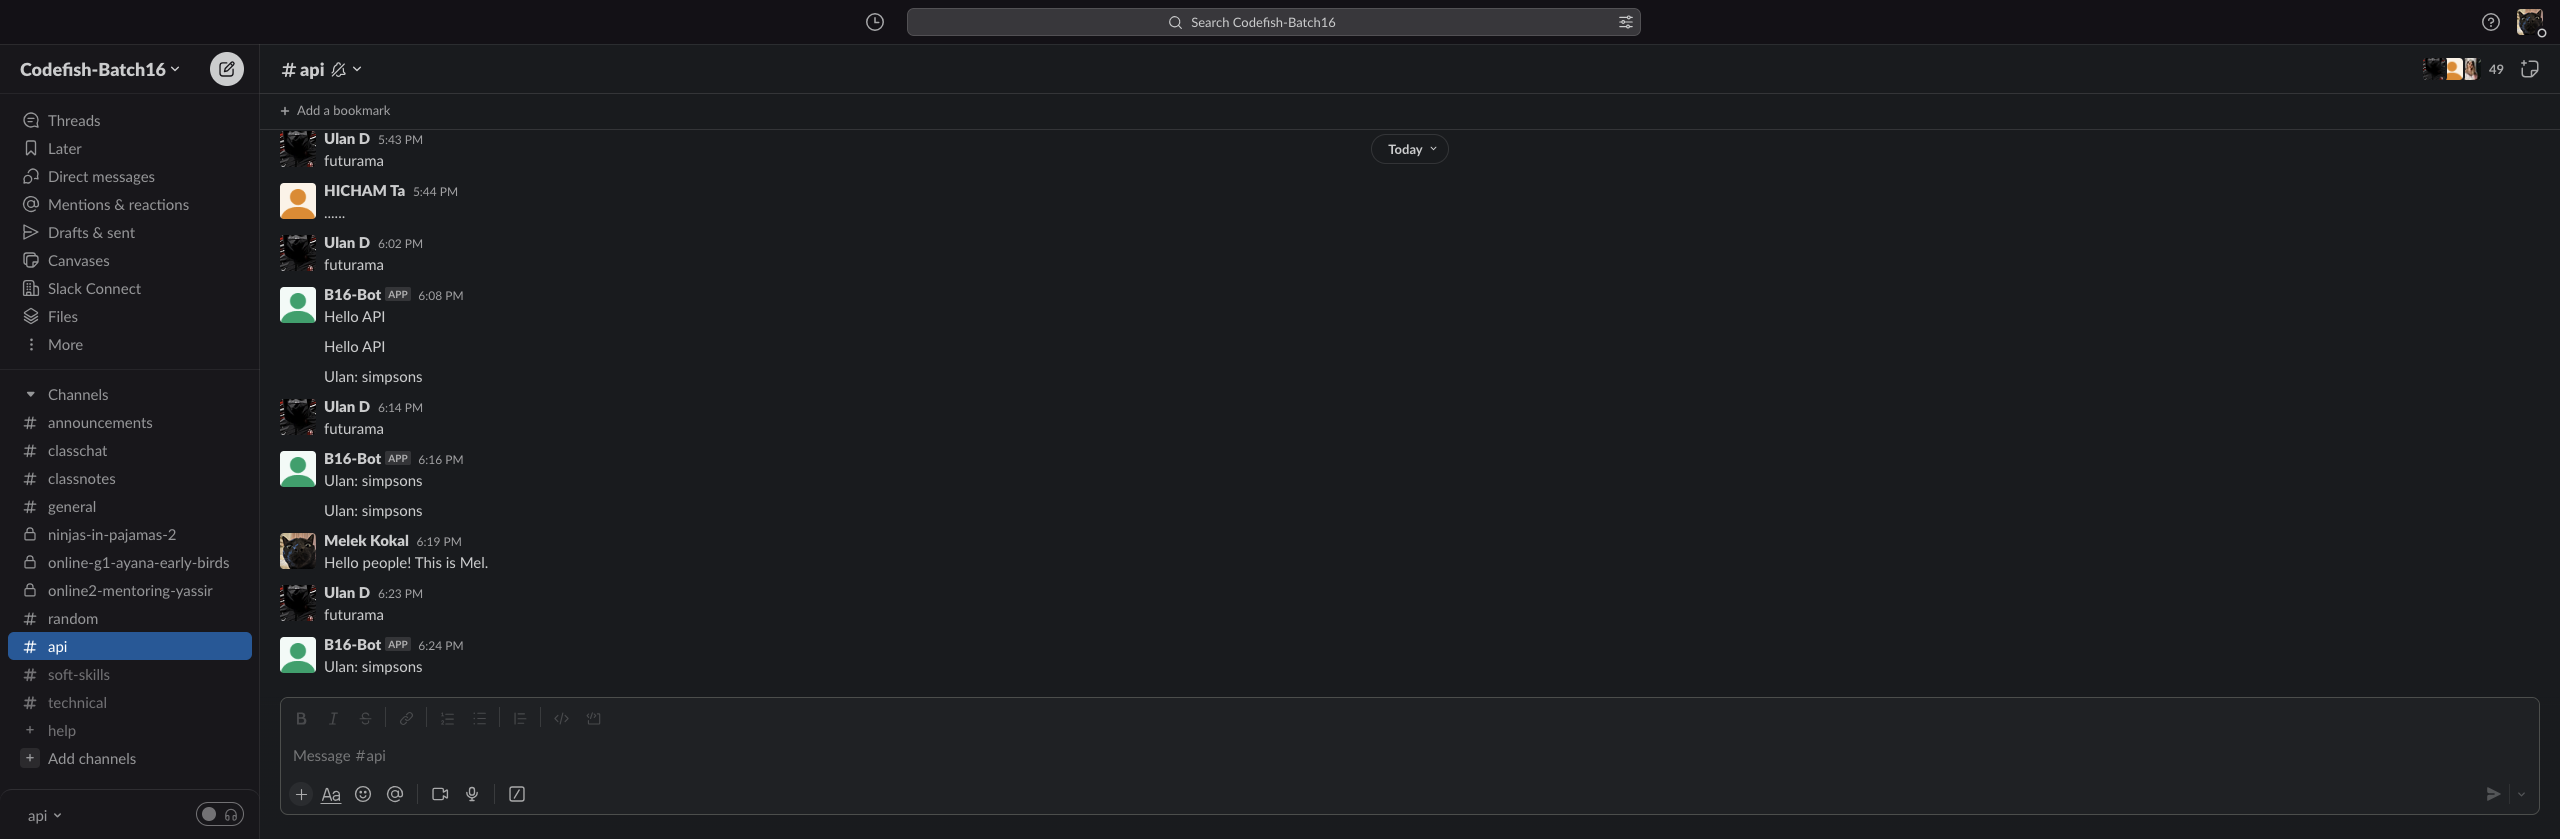 Search Codefish-Batch16
Codefish-Batch16
Threads
Later
Direct messages
Mentions & reactions
Drafts & sent
Canvases
Slack Connect
Files
More
Channels
# announcements
# classchat
# classnotes
# general
ninjas-in-pajamas-2
online-g1-ayana-early-birds
online2-mentoring-yassir
# random
# api
# soft-skills
# technical
+ help
+ Add channels
api
# api
49
+ Add a bookmark
Today
Ulan D 5:43 PM
futurama
HICHAM Ta 5:44 PM
......
Ulan D 6:02 PM
futurama
B16-Bot APP 6:08 PM
Hello API
Hello API
Ulan: simpsons
Ulan D 6:14 PM
futurama
B16-Bot APP 6:16 PM
Ulan: simpsons
Ulan: simpsons
Melek Kokal 6:19 PM
Hello people! This is Mel.
Ulan D 6:23 PM
futurama
B16-Bot APP 6:24 PM
Ulan: simpsons
B I S
Message #api
+ Aa @